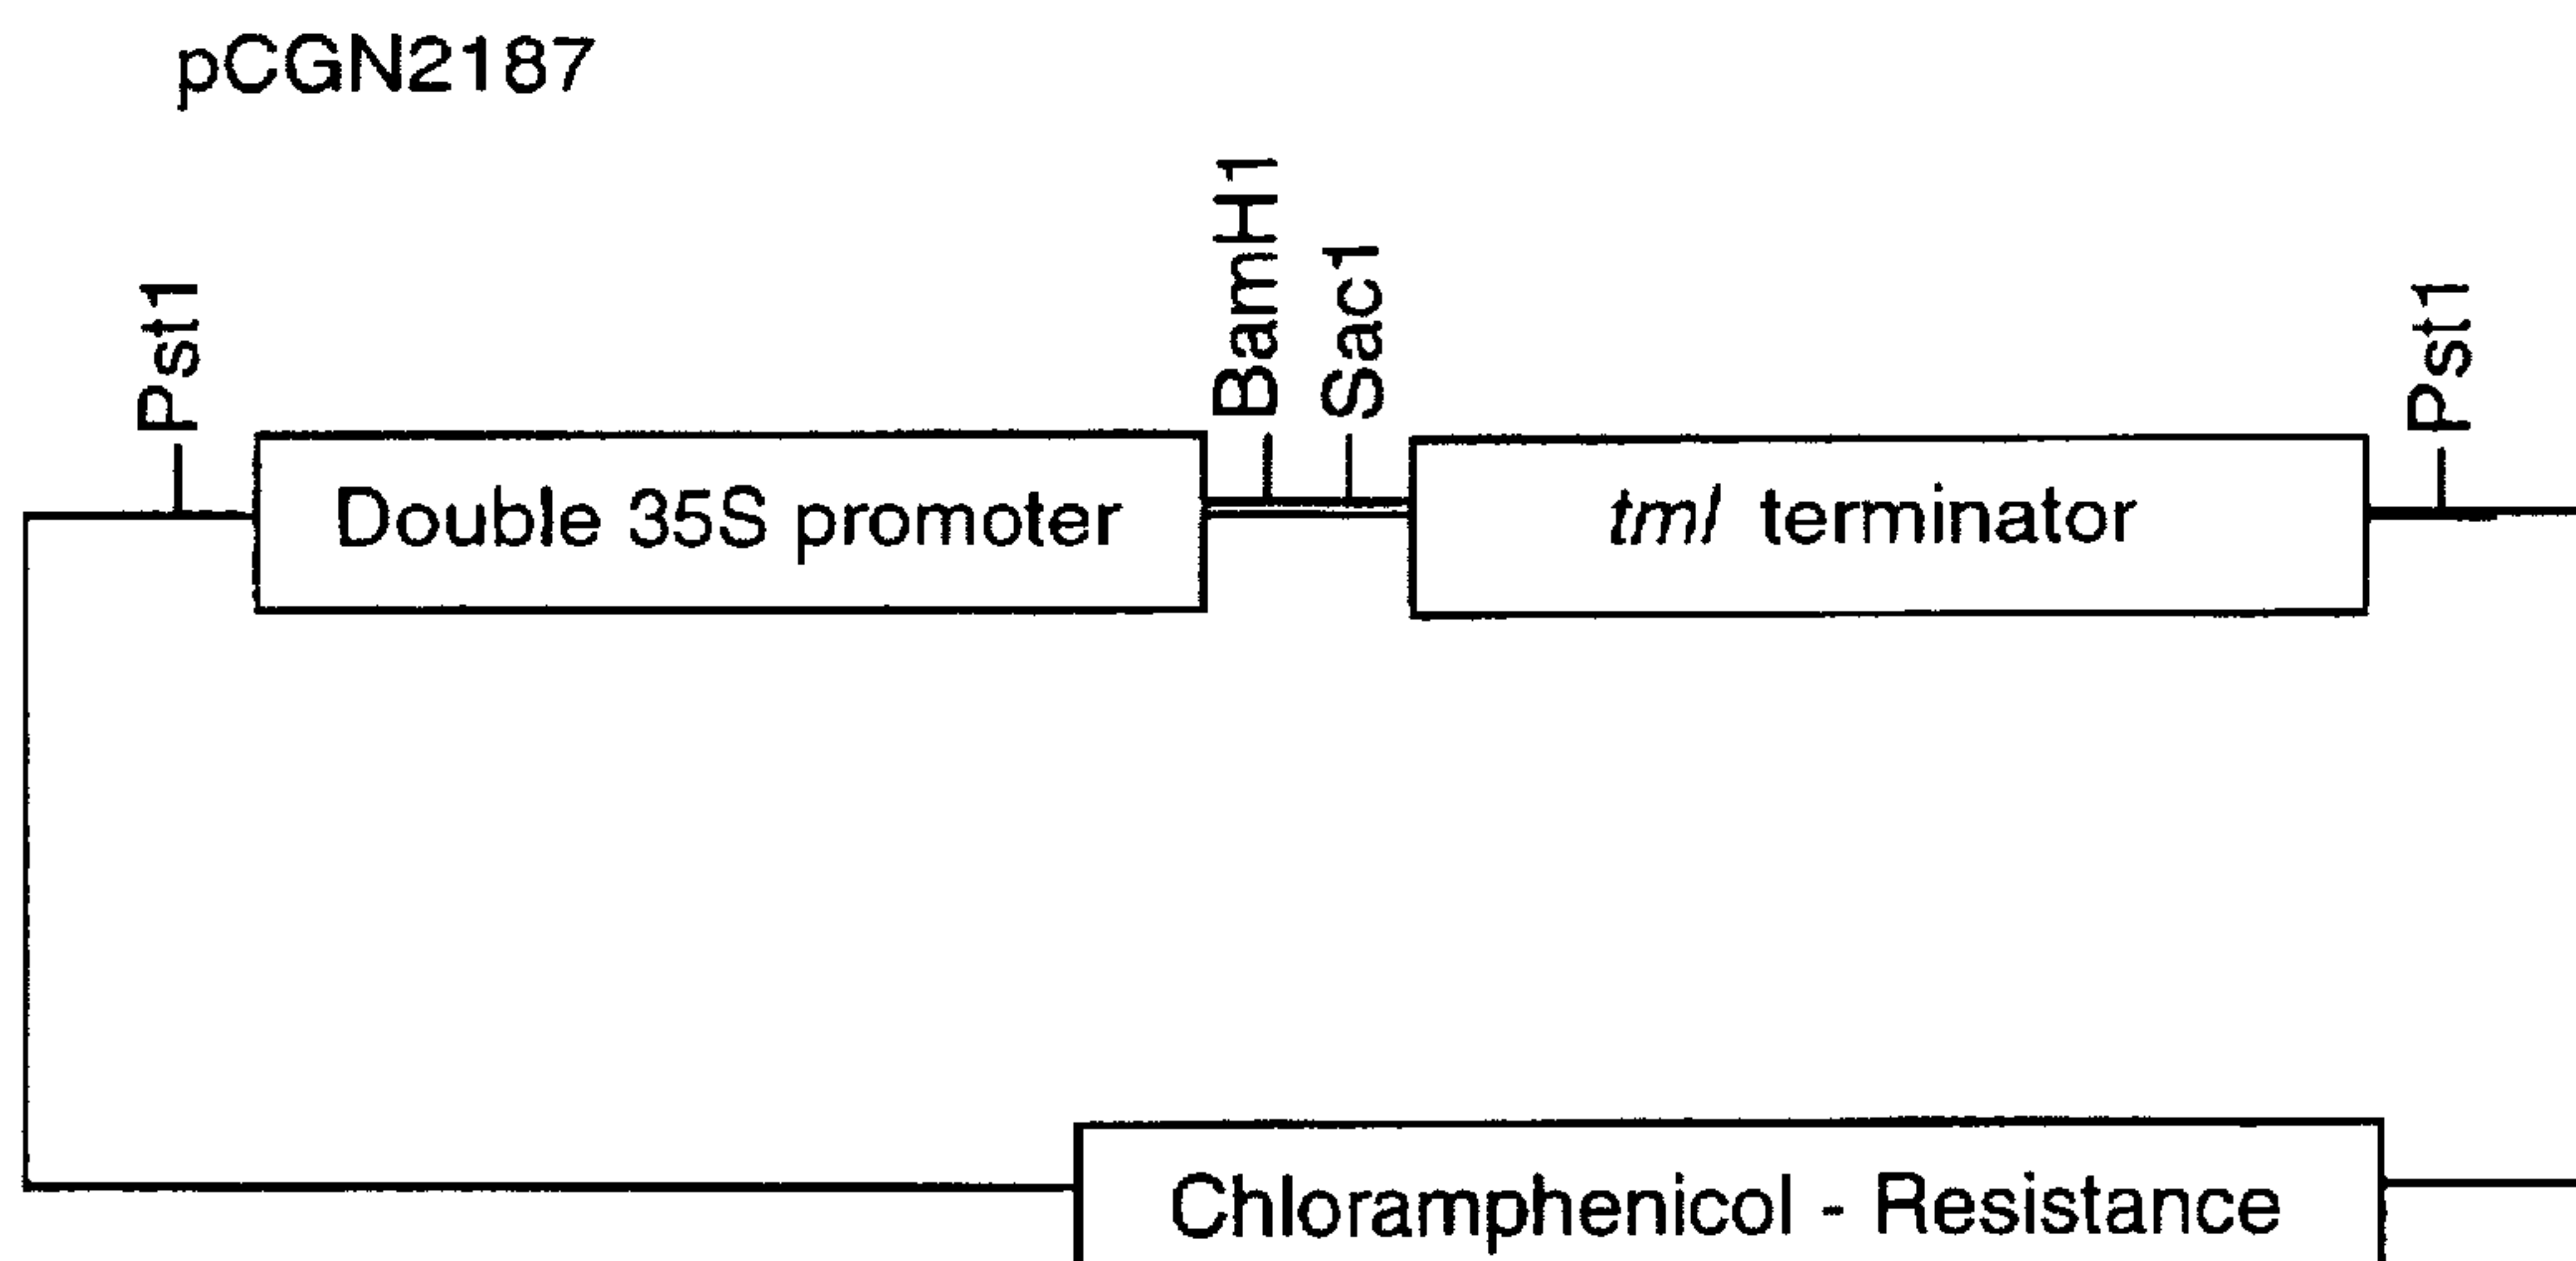 pCGN2187
Pst1
BamH1
Sac1
Pst1
Double 35S promoter
tml terminator
Chloramphenicol - Resistance